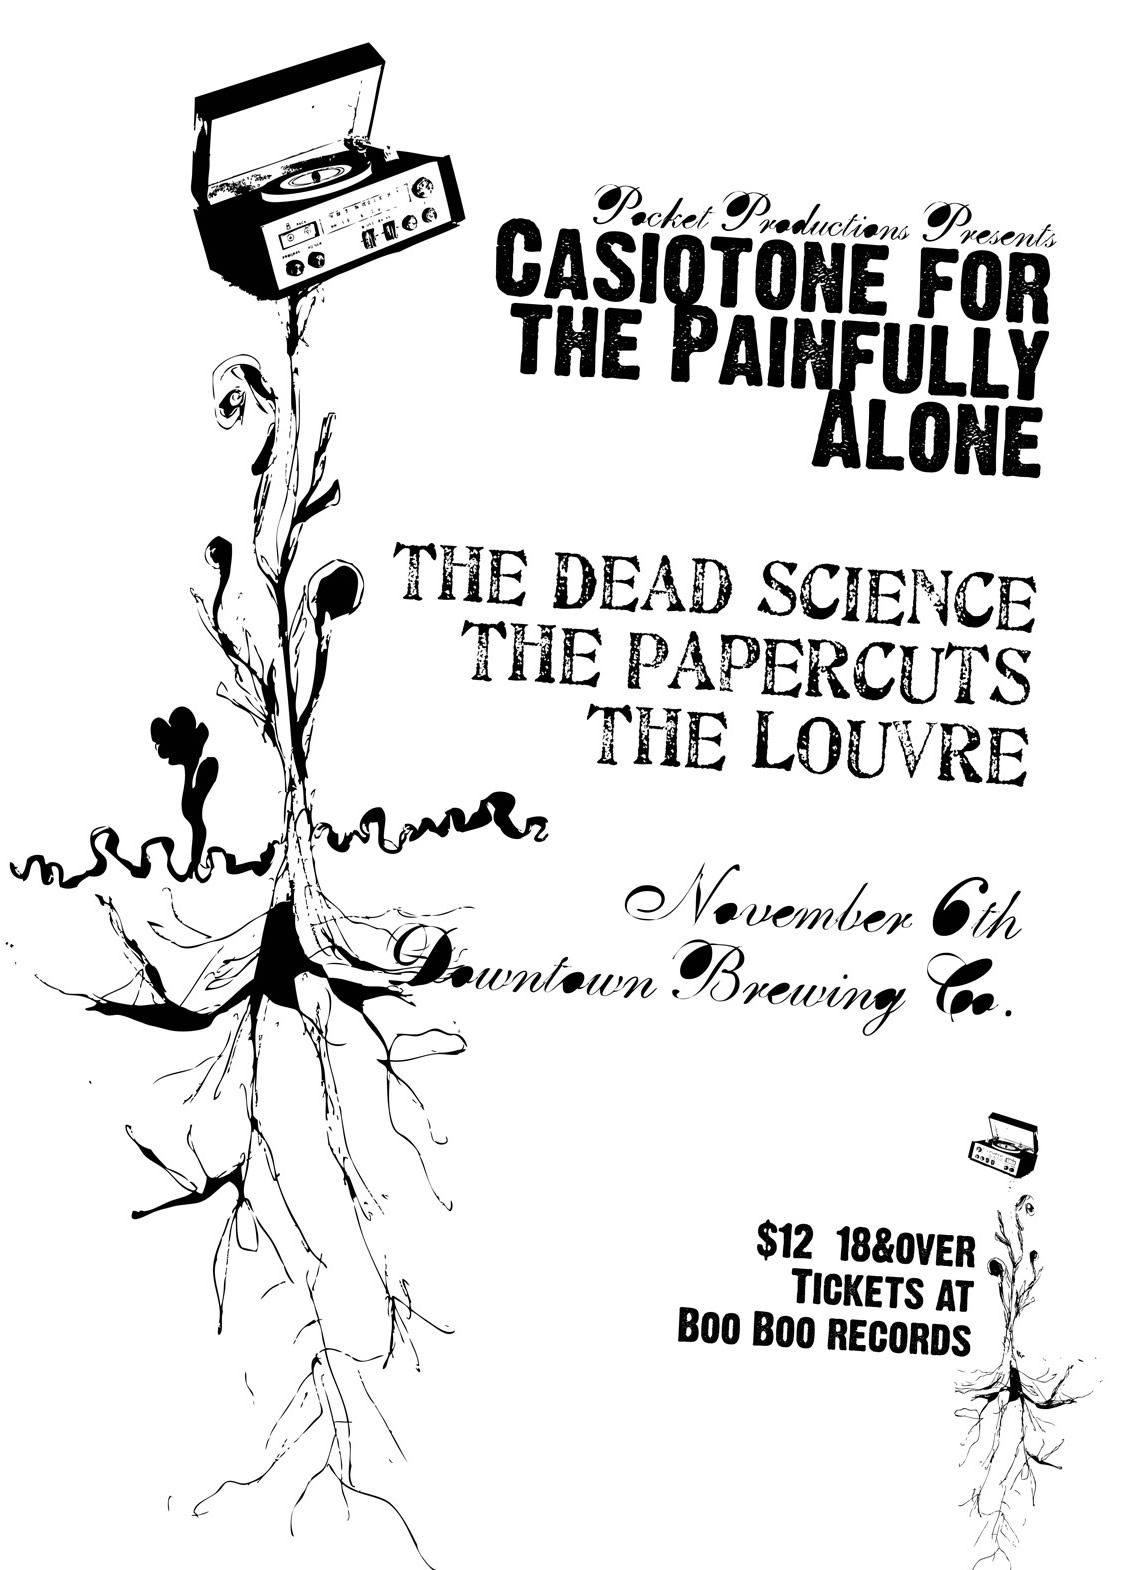 Pocket Productions Presents
Casiotone for
the Painfully
Alone
The Dead Science
The Papercuts
The Louvre
November 6th
Downtown Brewing Co.
$12 18&over
Tickets at
Boo Boo records